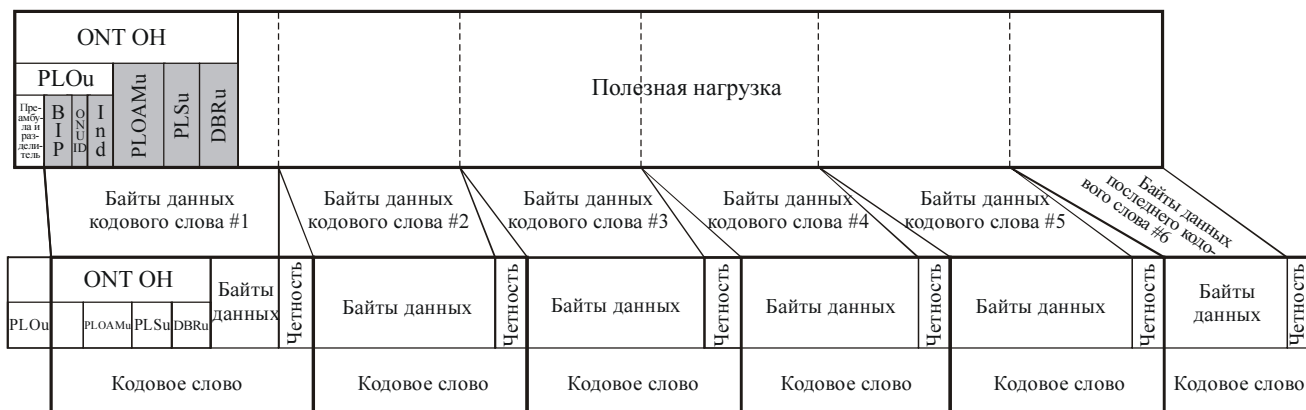 ONT OH
PLOu
Пре-
амбула и
раз-
дели-
тель
BIP
ONU
ID
Ind
PLOAMu
PLSu
DBRu
Полезная нагрузка
Байты данных
кодового слова #1
Байты данных
кодового слова #2
Байты данных
кодового слова #3
Байты данных
кодового слова #4
Байты данных
кодового слова #5
Байты данных
последнего кодо-
вого слова #6
PLOu
ONT OH
PLOAMu
PLSu
DBRu
Байты
данных
Четность
Байты данных
Четность
Байты данных
Четность
Байты данных
Четность
Байты данных
Четность
Байты
данных
Четность
Кодовое слово
Кодовое слово
Кодовое слово
Кодовое слово
Кодовое слово
Кодовое слово